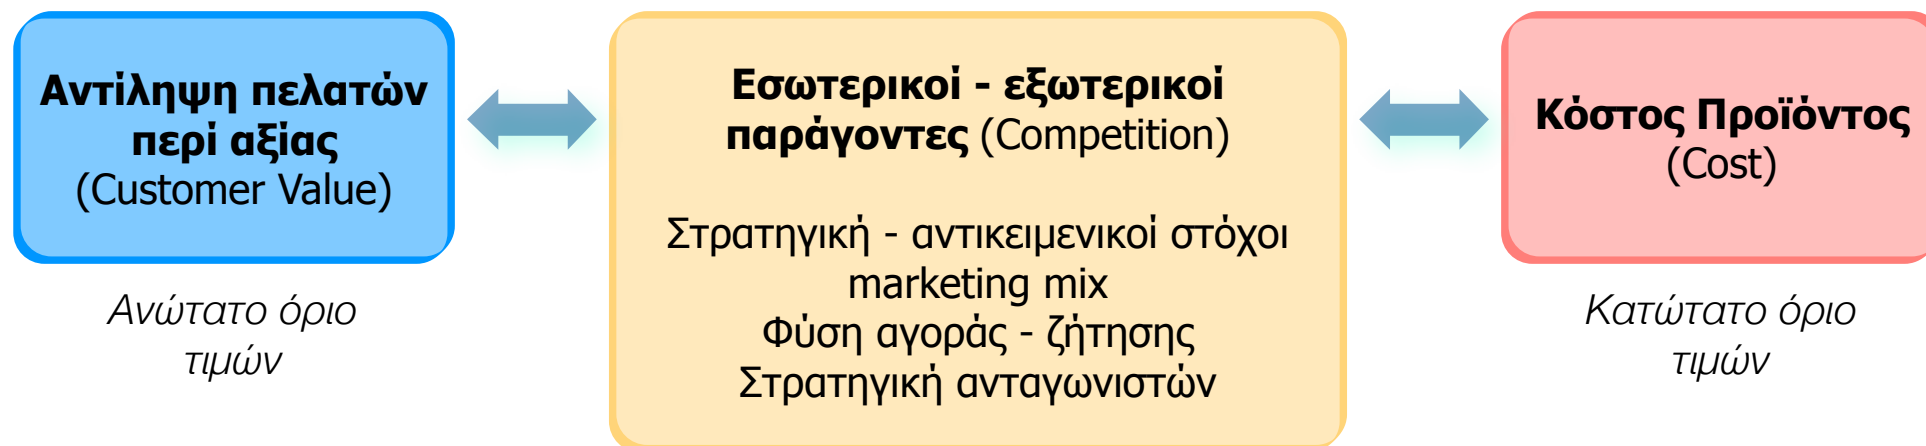 Αντίληψη πελατών
περί αξίας
(Customer Value)
Ανώτατο όριο
τιμών
Εσωτερικοί - εξωτερικοί
παράγοντες (Competition)
Στρατηγική - αντικειμενικοί στόχοι
marketing mix
Φύση αγοράς - ζήτησης
Στρατηγική ανταγωνιστών
Κόστος Προϊόντος
(Cost)
Κατώτατο όριο
τιμών